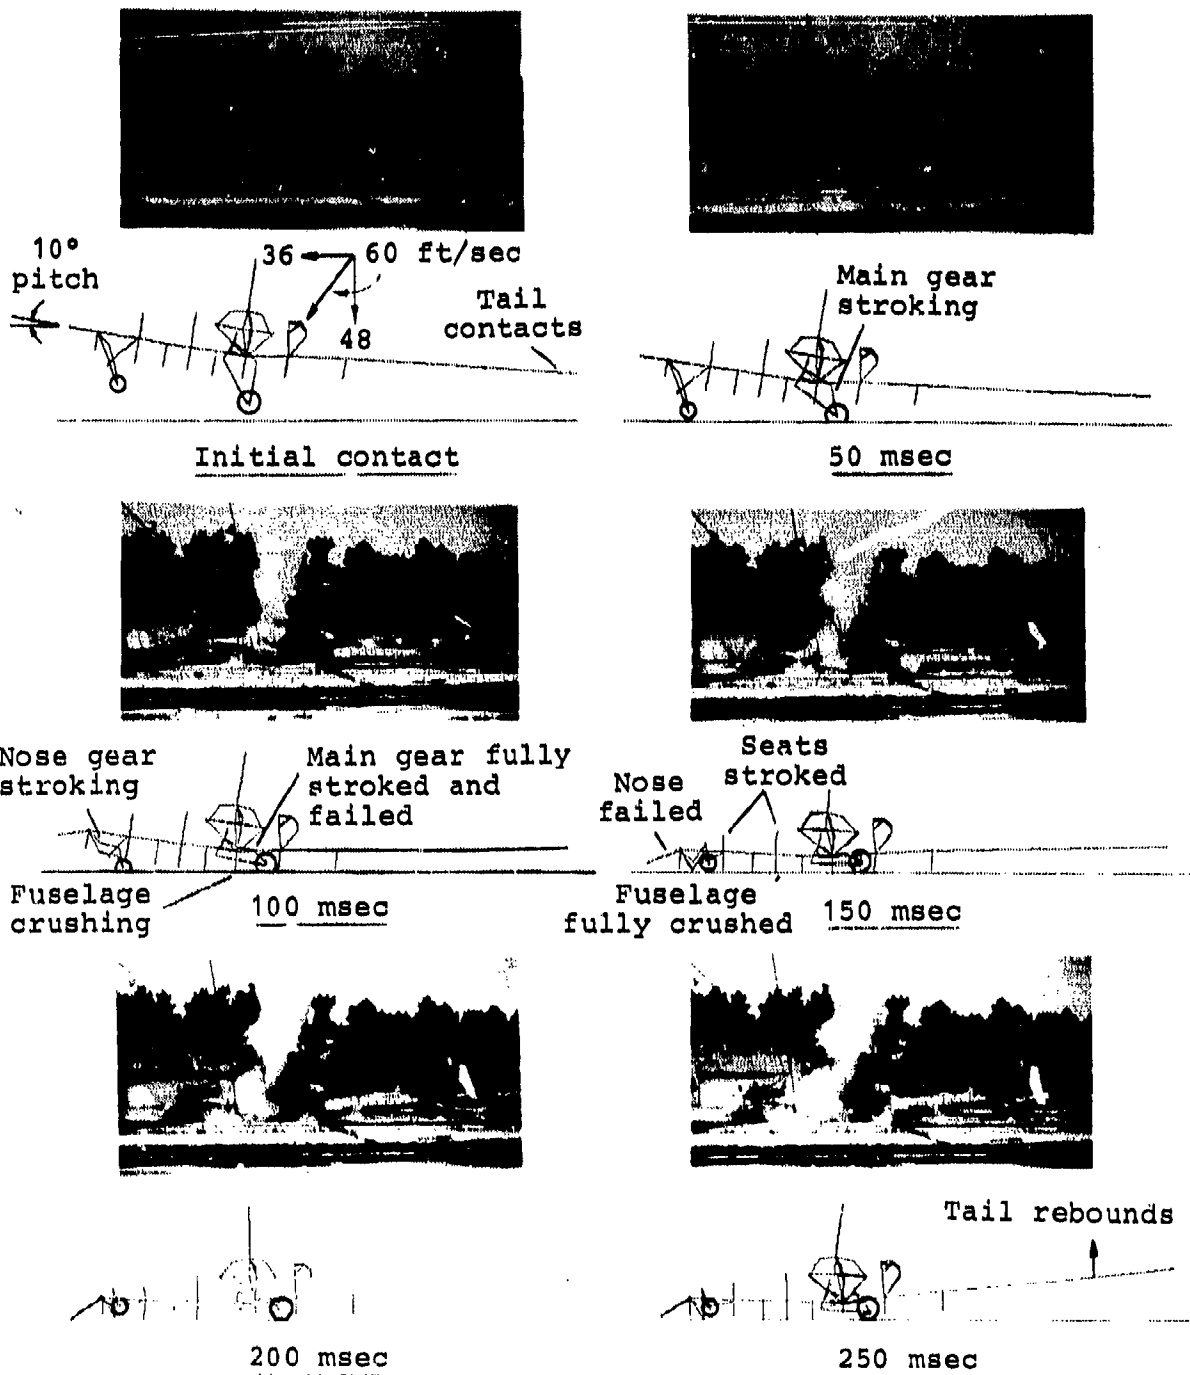 10°
pitch
36
60 ft/sec
48
Tail
contacts
Initial contact
Main gear
stroking
50 msec
Nose gear
stroking
Main gear fully
stroked and
failed
Fuselage
crushing
100 msec
Seats
stroked
Nose
failed
Fuselage
fully crushed
150 msec
200 msec
Tail rebounds
250 msec